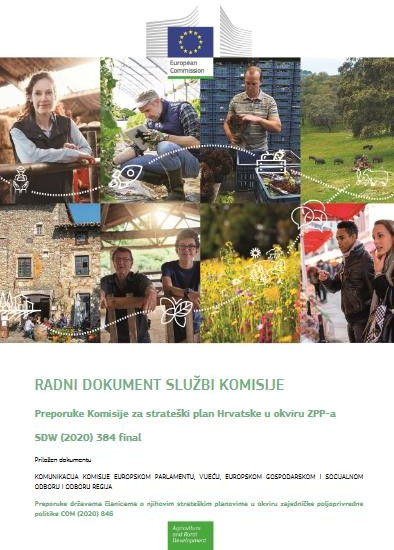 European
Commission
RADNI DOKUMENT SLUŽBI KOMISIJE
Preporuke Komisije za strateški plan Hrvatske u okviru ZPP-a
SDW (2020) 384 final
Priložen dokumentu
KOMUNIKACIJA KOMISIJE EUROPSKOM PARLAMENTU, VIJEĆU, EUROPSKOM GOSPODARSKOM I SOCIJALNOM
ODBORU I ODBORU REGIJA
Preporuke državama članicama o njihovim strateškim planovima u okviru zajedničke poljoprivredne
politike COM (2020) 846
Agriculture
and Rural
Development